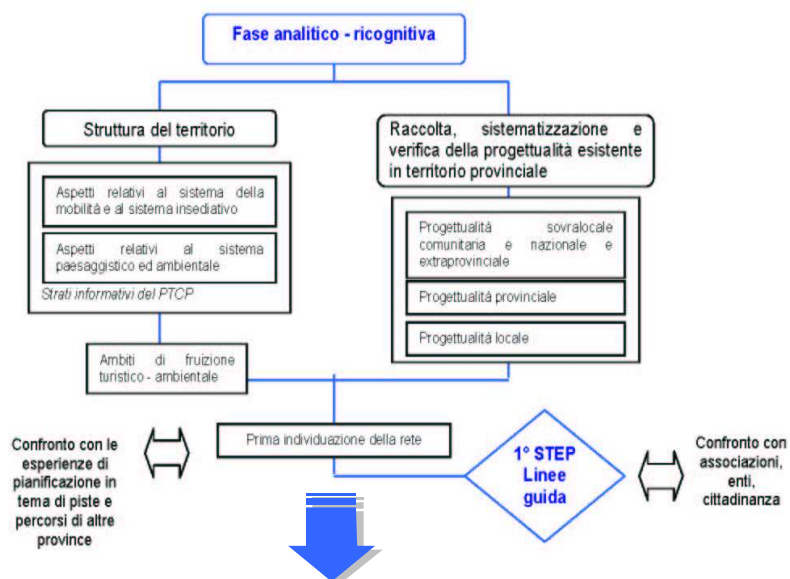 Fase analitico - ricognitiva
Struttura del territorio
Aspetti relativi al sistema della
mobilità e al sistema insediativo
Aspetti relativi al sistema
paesaggistico ed ambientale
Strati informativi del PTCP
Ambiti di fruizione
turistico - ambientale
Raccolta, sistematizzazione e
verifica della progettualità esistente
in territorio provinciale
Progettualità sovralocale
comunitaria e nazionale e
extraprovinciale
Progettualità provinciale
Progettualità locale
Confronto con le
esperienze di
pianificazione in
tema di piste e
percorsi di altre
province
Prima individuazione della rete
1° STEP
Linee
guida
Confronto con
associazioni,
enti,
cittadinanza